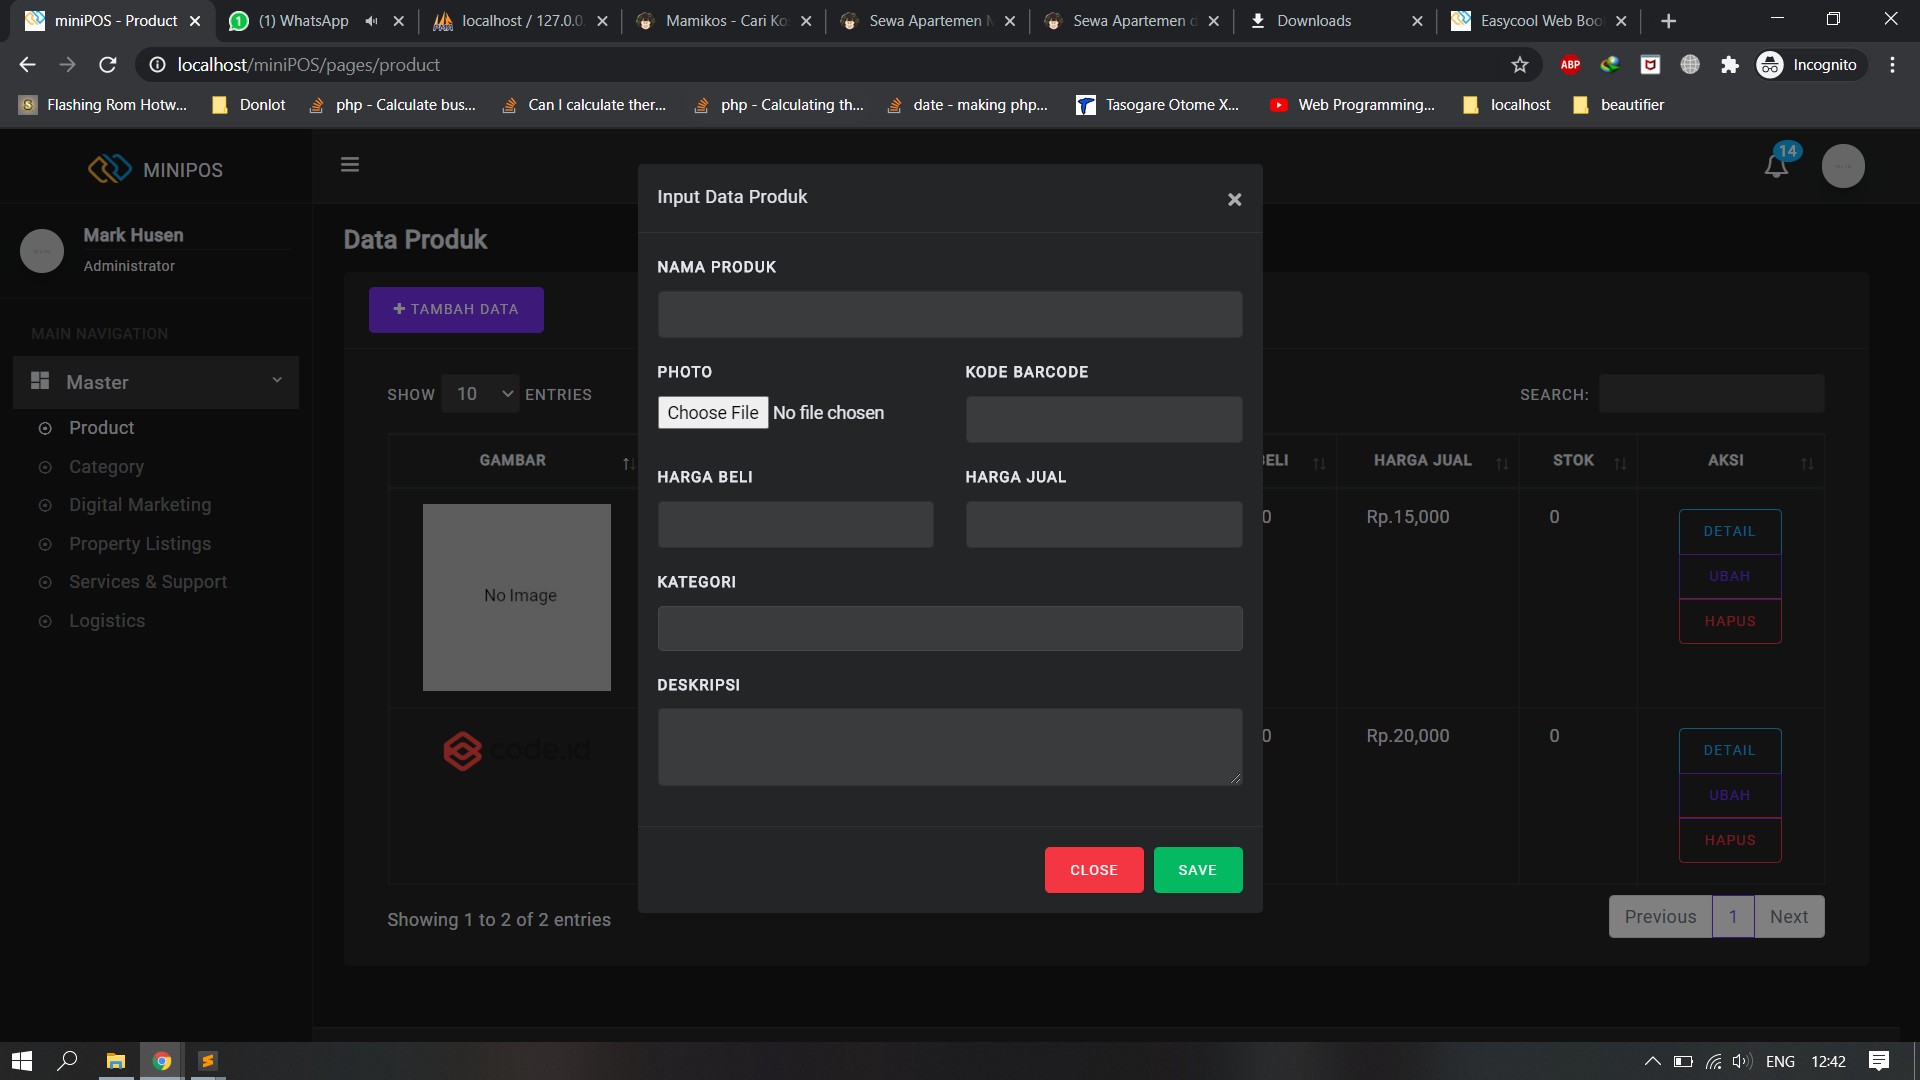 miniPOS - Product
(1) WhatsApp
localhost / 127.0.0.
Mamikos - Cari Ko
Sewa Apartemen M
Sewa Apartemen d
Downloads
Easycool Web Boo
localhost/miniPOS/pages/product
ABP
Incognito
Flashing Rom Hotw...
Donlot
php - Calculate bus...
Can I calculate ther...
php - Calculating th...
date - making php...
Tasogare Otome X...
Web Programming...
localhost
beautifier
MINIPOS
14
Mark Husen
Administrator
MAIN NAVIGATION
Master
Product
Category
Digital Marketing
Property Listings
Services & Support
Logistics
Data Produk
+ TAMBAH DATA
SHOW 10 ENTRIES
SEARCH:
GAMBAR
BELI
HARGA JUAL
STOK
AKSI
No Image
0
Rp.15,000
0
DETAIL
UBAH
HAPUS
code.id
0
Rp.20,000
0
DETAIL
UBAH
HAPUS
Showing 1 to 2 of 2 entries
Previous 1 Next
Input Data Produk
×
NAMA PRODUK
PHOTO
KODE BARCODE
Choose File No file chosen
HARGA BELI
HARGA JUAL
KATEGORI
DESKRIPSI
CLOSE
SAVE
ENG
12:42